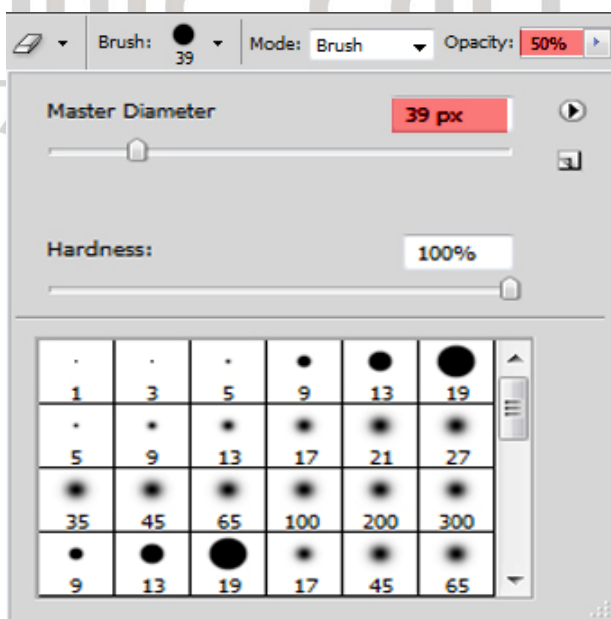 Brush: 39 Mode: Brush Opacity: 50%
Master Diameter 39 px
Hardness: 100%
1 3 5 9 13 19
5 9 13 17 21 27
35 45 65 100 200 300
9 13 19 17 45 65